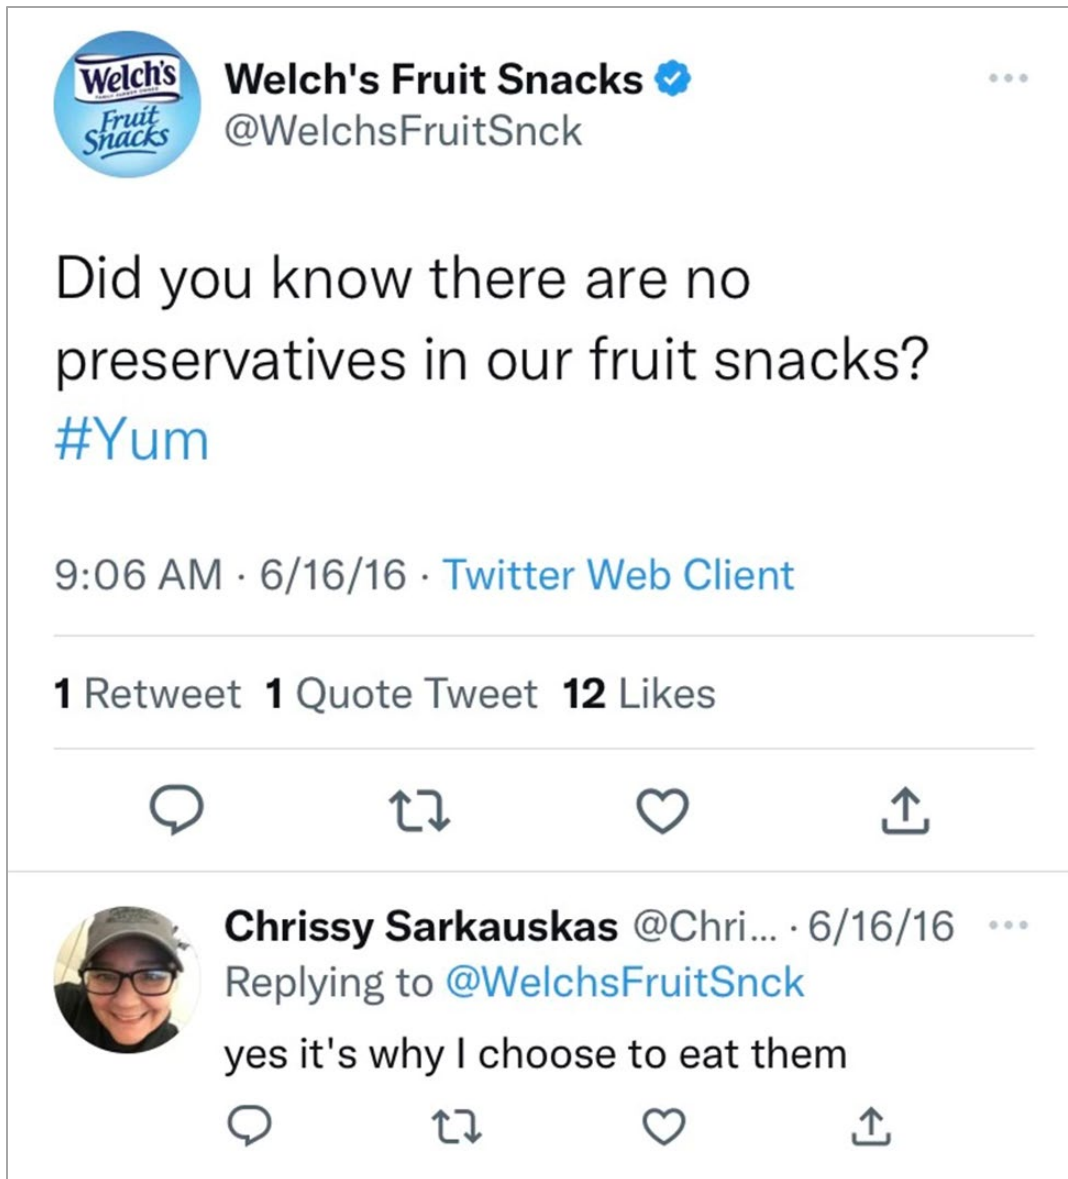 Welch's
Fruit
Snacks
Welch's Fruit Snacks
@WelchsFruitSnck
Did you know there are no
preservatives in our fruit snacks?
#Yum
9:06 AM · 6/16/16 · Twitter Web Client
1 Retweet 1 Quote Tweet 12 Likes
Chrissy Sarkauskas @Chri... · 6/16/16
Replying to @WelchsFruitSnck
yes it's why I choose to eat them